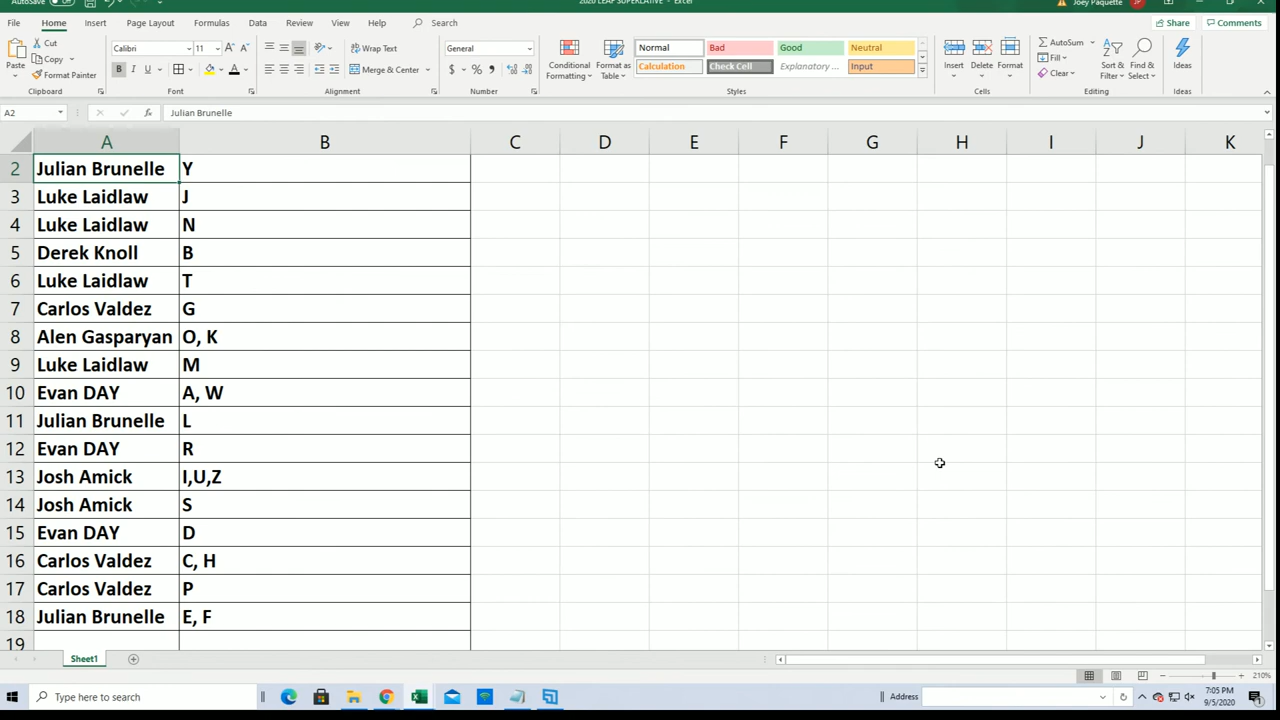 AutoSave Off 2020 LEAF SUPERLATIVE - Excel Joey Paquette JP
File Home Insert Page Layout Formulas Data Review View Help Search Share Comments
Paste Cut Copy Format Painter Clipboard
Calibri 11 B I U A Font
Wrap Text Merge & Center Alignment
General $ % , Number
Conditional Formatting Format as Table
Normal Bad Good Neutral
Calculation Check Cell Explanatory ... Input
Styles
Insert Delete Format Cells
AutoSum Fill Clear Sort & Filter Find & Select Editing
Ideas Ideas
A2 fx Julian Brunelle
A B C D E F G H I J K
2 Julian Brunelle Y
3 Luke Laidlaw J
4 Luke Laidlaw N
5 Derek Knoll B
6 Luke Laidlaw T
7 Carlos Valdez G
8 Alen Gasparyan O, K
9 Luke Laidlaw M
10 Evan DAY A, W
11 Julian Brunelle L
12 Evan DAY R
13 Josh Amick I,U,Z
14 Josh Amick S
15 Evan DAY D
16 Carlos Valdez C, H
17 Carlos Valdez P
18 Julian Brunelle E, F
19
Sheet1
210%
Type here to search Address 7:05 PM
9/5/2020